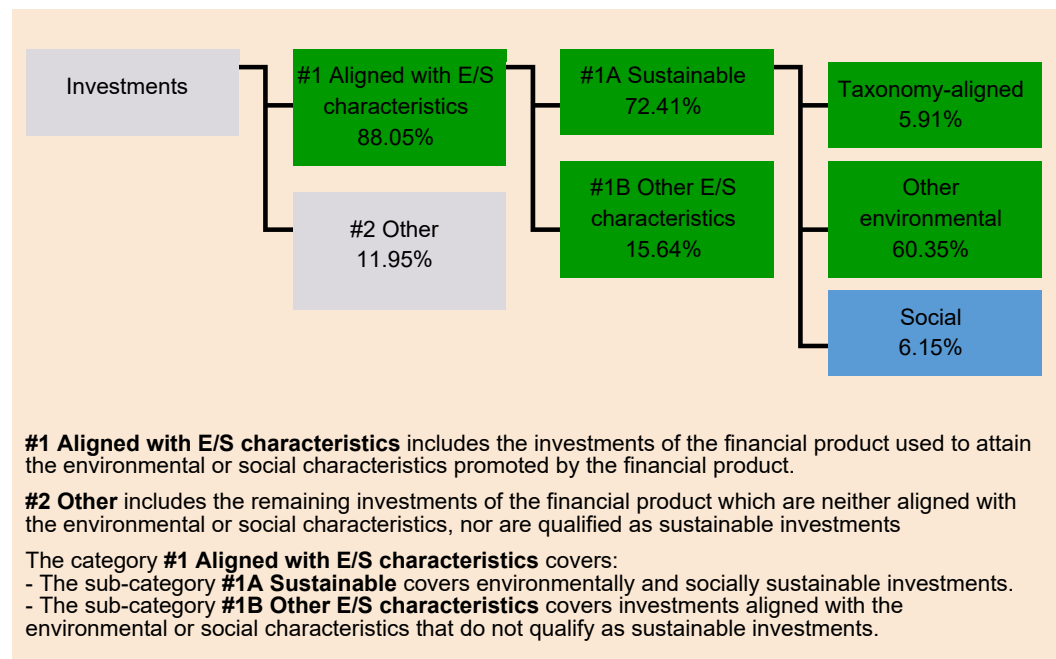 Investments
#1 Aligned with E/S
characteristics
88.05%
#2 Other
11.95%
#1A Sustainable
72.41%
#1B Other E/S
characteristics
15.64%
Taxonomy-aligned
5.91%
Other
environmental
60.35%
Social
6.15%
#1 Aligned with E/S characteristics includes the investments of the financial product used to attain
the environmental or social characteristics promoted by the financial product.
#2 Other includes the remaining investments of the financial product which are neither aligned with
the environmental or social characteristics, nor are qualified as sustainable investments
The category #1 Aligned with E/S characteristics covers:
- The sub-category #1A Sustainable covers environmentally and socially sustainable investments.
- The sub-category #1B Other E/S characteristics covers investments aligned with the
environmental or social characteristics that do not qualify as sustainable investments.